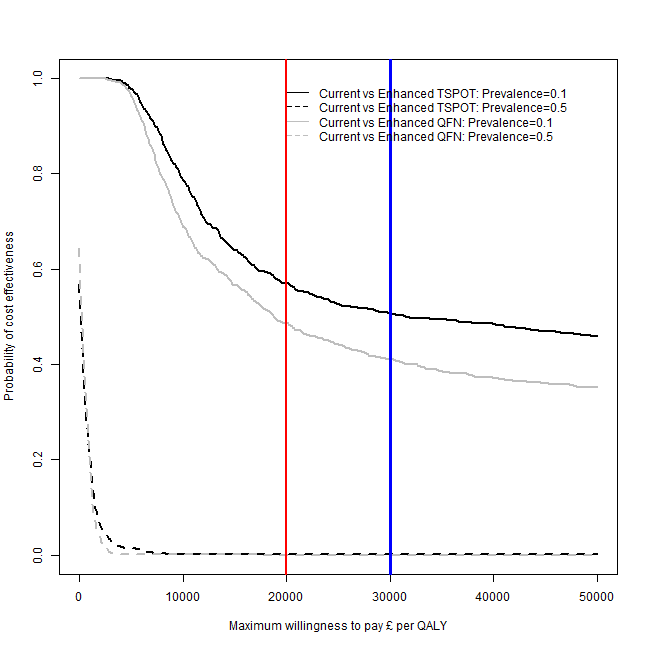 Current vs Enhanced TSPOT: Prevalence=0.1
Current vs Enhanced TSPOT: Prevalence=0.5
Current vs Enhanced QFN: Prevalence=0.1
Current vs Enhanced QFN: Prevalence=0.5
Probability of cost effectiveness
1.0
0.8
0.6
0.4
0.2
0.0
0 10000 20000 30000 40000 50000
Maximum willingness to pay £ per QALY